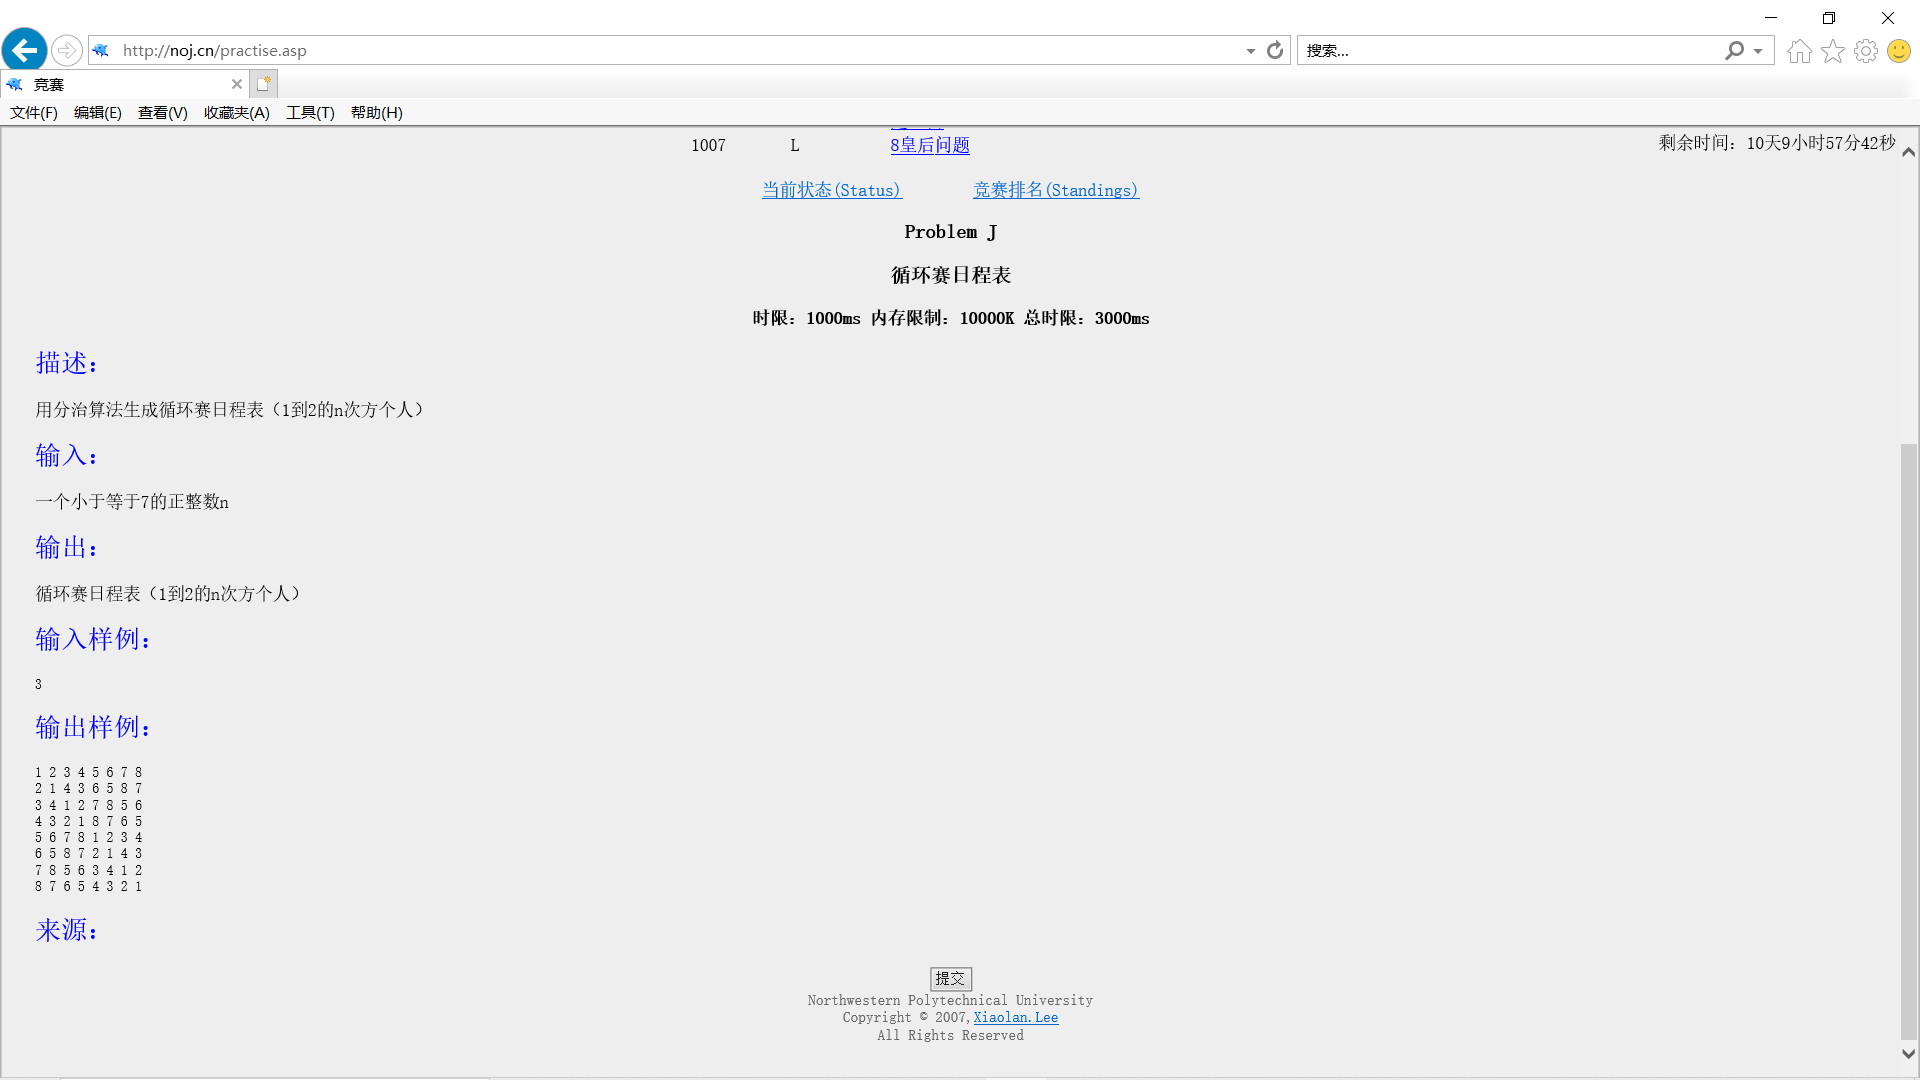 http://noj.cn/practise.asp
搜索...
竞赛
文件(F) 编辑(E) 查看(V) 收藏夹(A) 工具(T) 帮助(H)
1007 L 8皇后问题
剩余时间：10天9小时57分42秒
当前状态(Status) 竞赛排名(Standings)
Problem J
循环赛日程表
时限：1000ms 内存限制：10000K 总时限：3000ms
描述：
用分治算法生成循环赛日程表（1到2的n次方个人）
输入：
一个小于等于7的正整数n
输出：
循环赛日程表（1到2的n次方个人）
输入样例：
3
输出样例：
1 2 3 4 5 6 7 8
2 1 4 3 6 5 8 7
3 4 1 2 7 8 5 6
4 3 2 1 8 7 6 5
5 6 7 8 1 2 3 4
6 5 8 7 2 1 4 3
7 8 5 6 3 4 1 2
8 7 6 5 4 3 2 1
来源：
提交
Northwestern Polytechnical University
Copyright © 2007,Xiaolan.Lee
All Rights Reserved